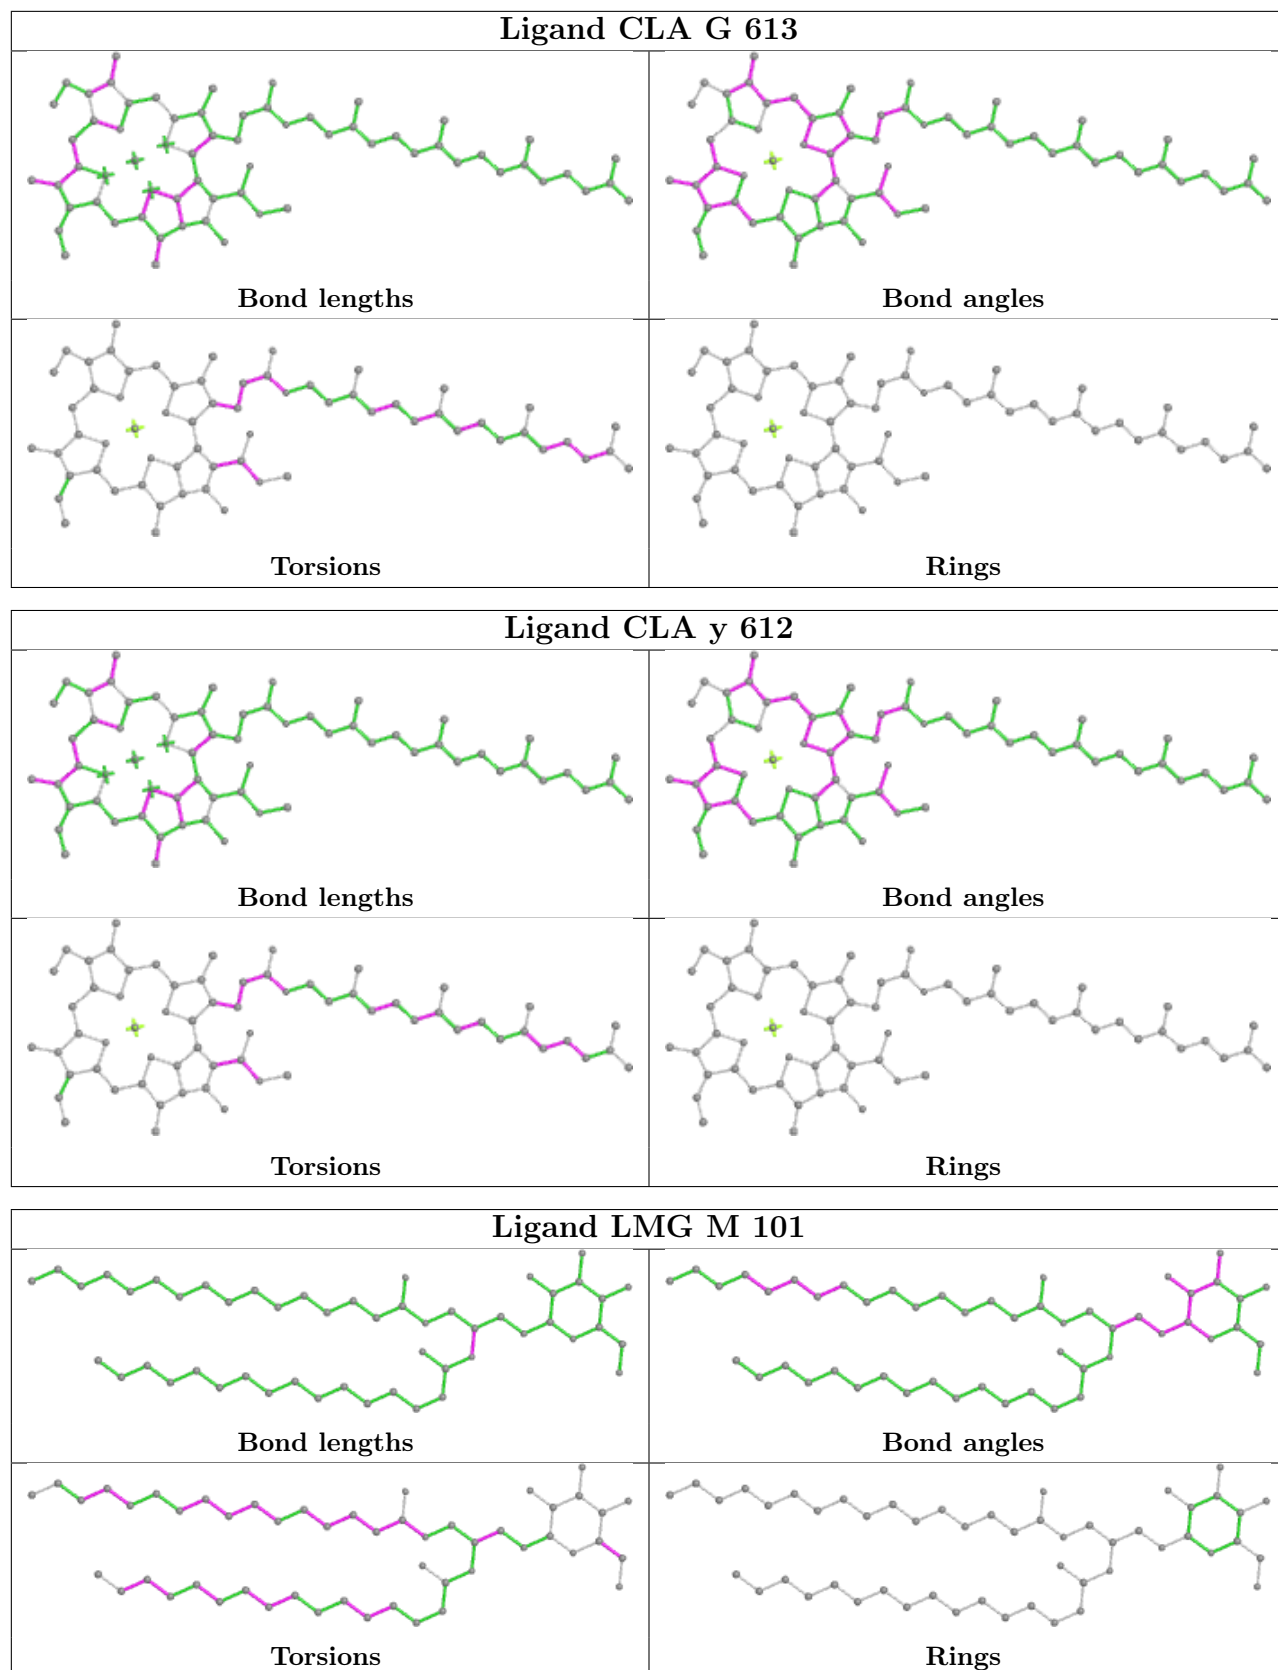 Ligand CLA G 613
Bond lengths
Bond angles
Torsions
Rings
Ligand CLA y 612
Bond lengths
Bond angles
Torsions
Rings
Ligand LMG M 101
Bond lengths
Bond angles
Torsions
Rings